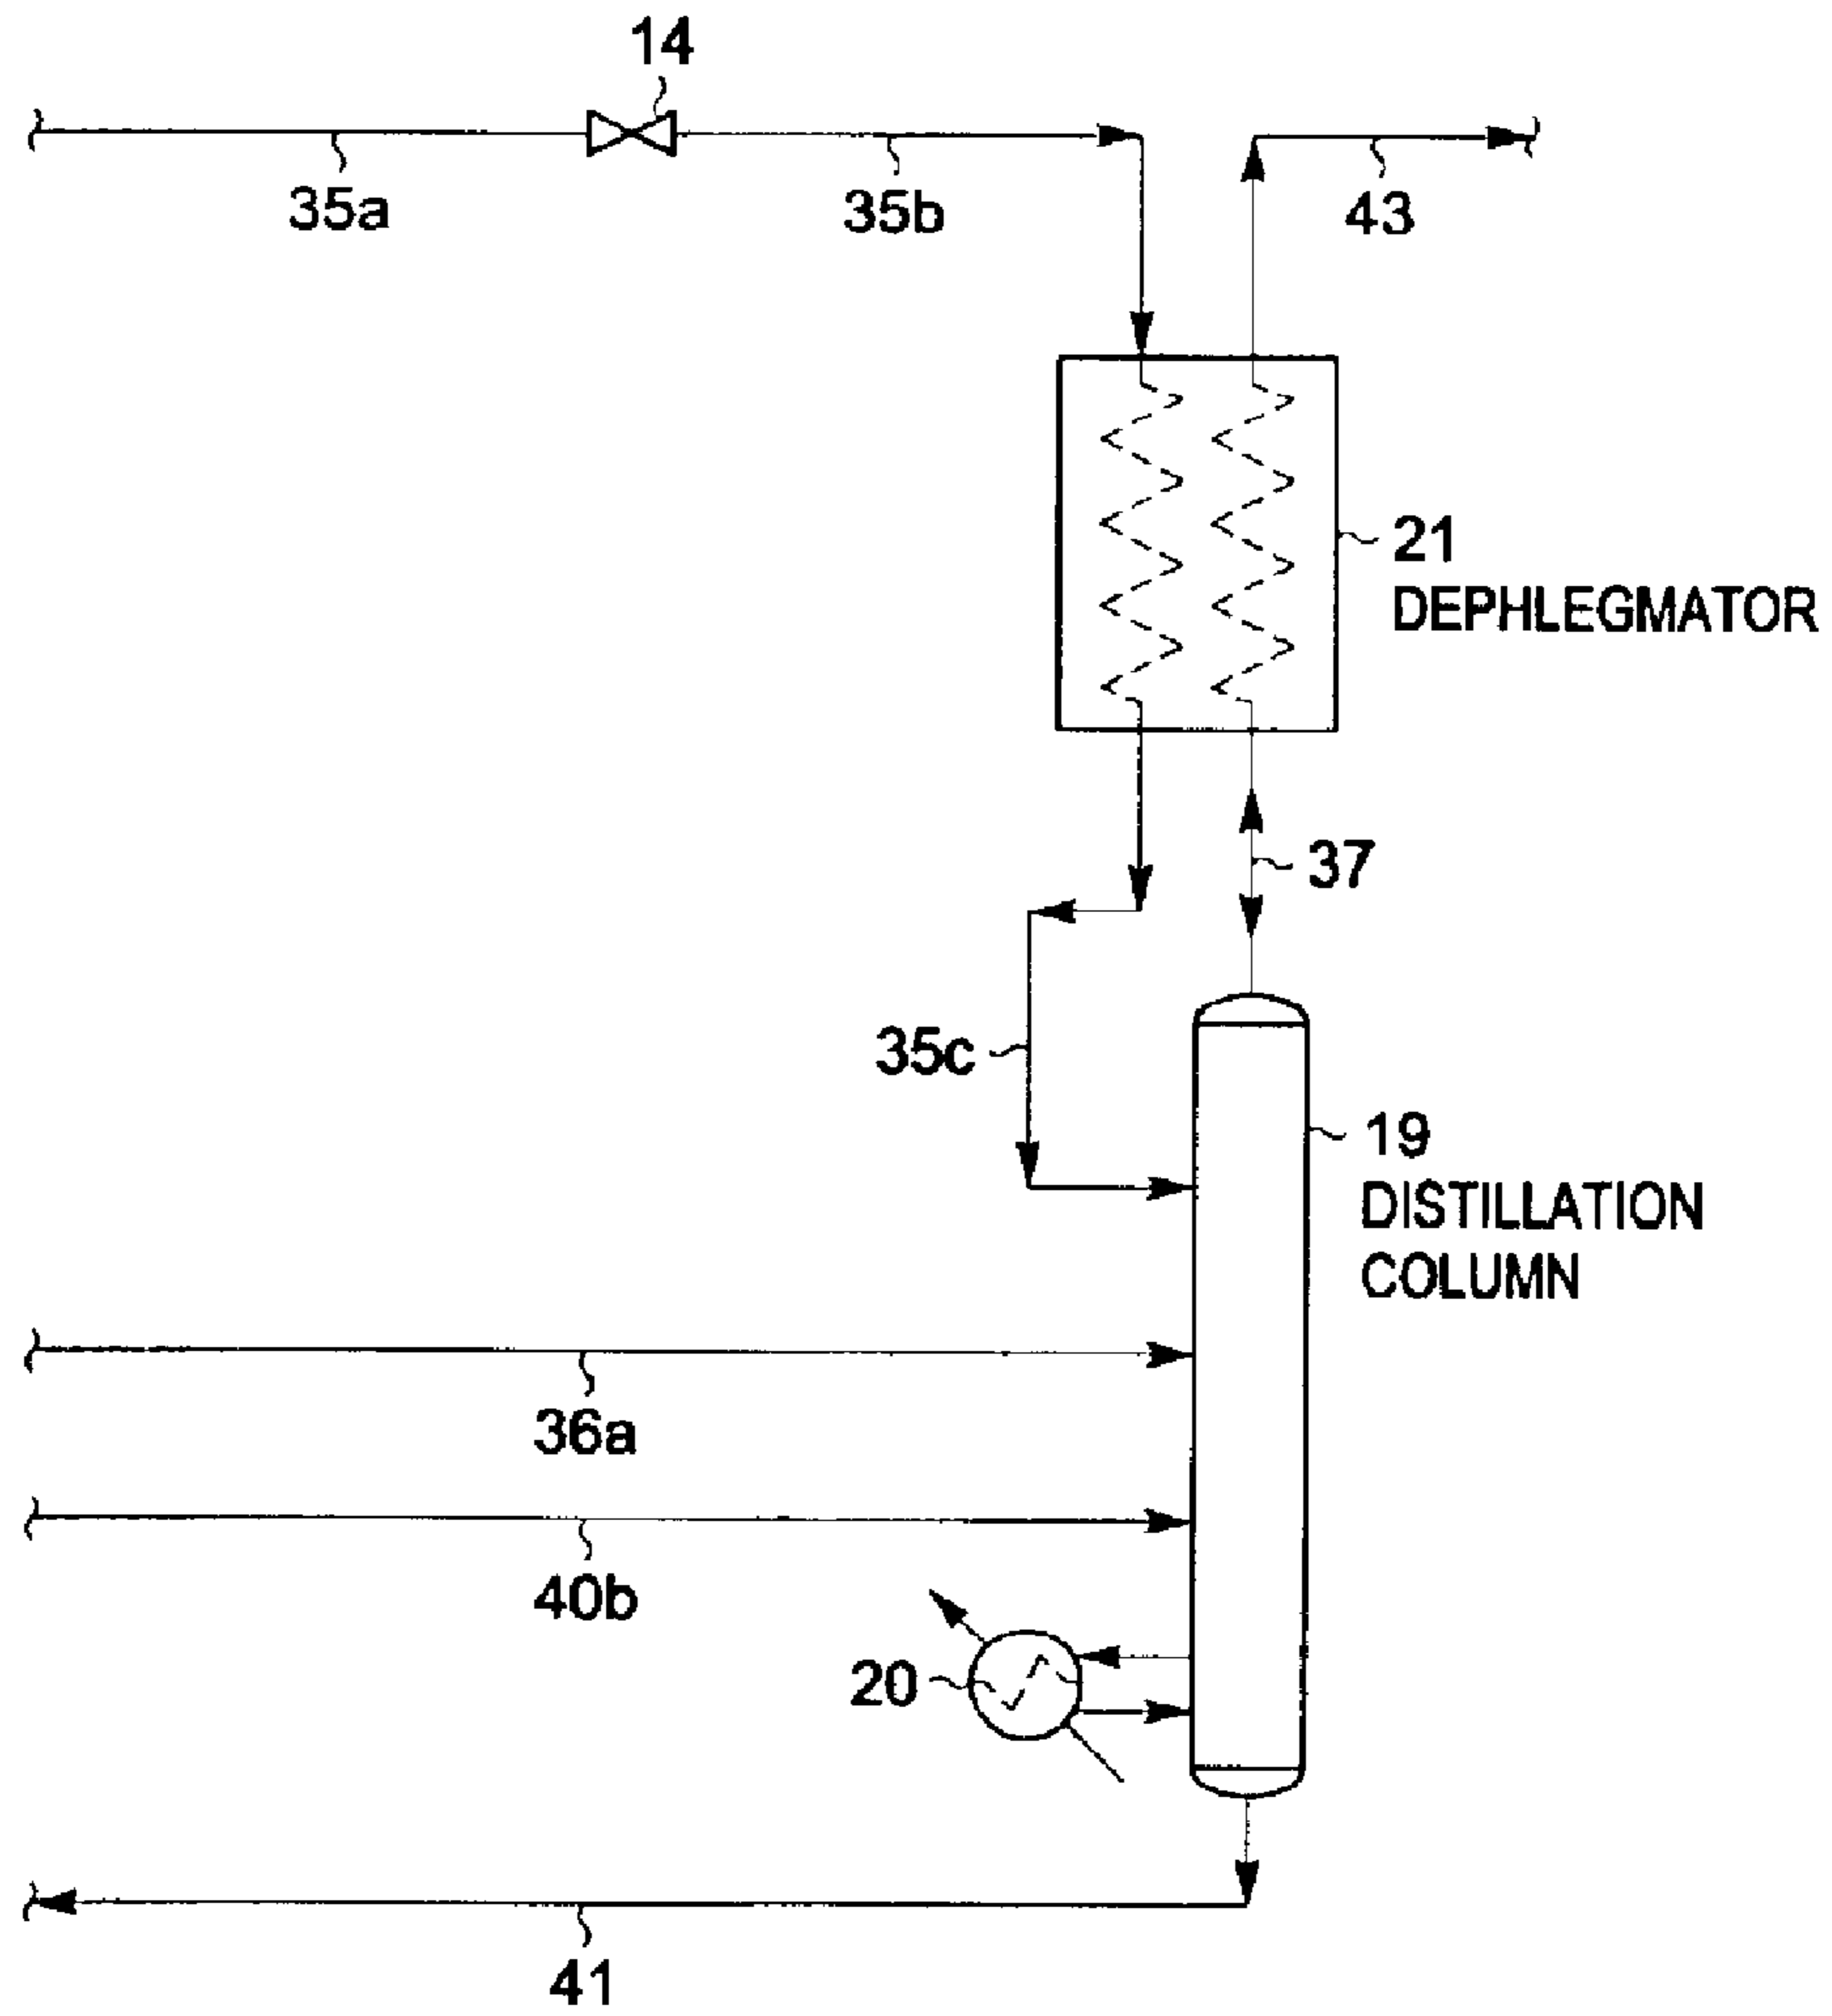 14
35a
35b
43
21
DEPHLEGMATOR
37
35c
19
DISTILLATION
COLUMN
36a
40b
20
41